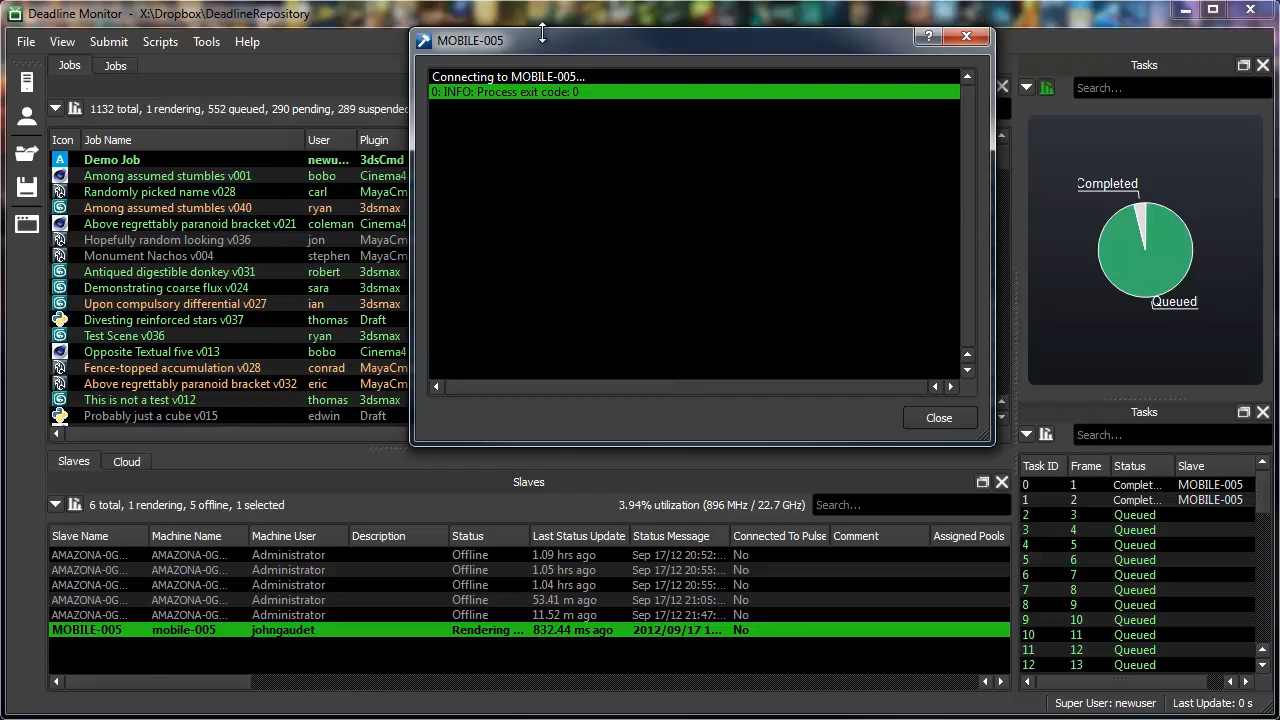 Deadline Monitor - X:\Dropbox\DeadlineRepository
File View Submit Scripts Tools Help
Jobs Jobs
1132 total, 1 rendering, 552 queued, 290 pending, 289 suspended
Icon Job Name User Plugin
Demo Job newu... 3dsCmd
Among assumed stumbles v001 bobo Cinema4
Randomly picked name v028 carl MayaCm
Among assumed stumbles v040 ryan 3dsmax
Above regrettably paranoid bracket v021 coleman Cinema4
Hopefully random looking v036 jon MayaCm
Monument Nachos v004 stephen MayaCm
Antiqued digestible donkey v031 robert 3dsmax
Demonstrating coarse flux v024 sara 3dsmax
Upon compulsory differential v027 ian 3dsmax
Divesting reinforced stars v037 thomas Draft
Test Scene v036 ryan 3dsmax
Opposite Textual five v013 bobo Cinema4
Fence-topped accumulation v028 conrad MayaCm
Above regrettably paranoid bracket v032 eric MayaCm
This is not a test v012 thomas 3dsmax
Probably just a cube v015 edwin Draft
MOBILE-005
Connecting to MOBILE-005...
0: INFO: Process exit code: 0
Close
Tasks
Search...
Completed
Queued
Slaves Cloud
Slaves
6 total, 1 rendering, 5 offline, 1 selected 3.94% utilization (896 MHz / 22.7 GHz) Search...
Slave Name Machine Name Machine User Description Status Last Status Update Status Message Connected To Pulse Comment Assigned Pools
AMAZONA-0G... AMAZONA-0G... Administrator Offline 1.09 hrs ago Sep 17/12 20:52:... No
AMAZONA-0G... AMAZONA-0G... Administrator Offline 1.05 hrs ago Sep 17/12 20:55:... No
AMAZONA-0G... AMAZONA-0G... Administrator Offline 1.04 hrs ago Sep 17/12 20:55:... No
AMAZONA-0G... AMAZONA-0G... Administrator Offline 53.41 m ago Sep 17/12 21:05:... No
AMAZONA-0G... AMAZONA-0G... Administrator Offline 11.52 m ago Sep 17/12 21:47:... No
MOBILE-005 mobile-005 johngaudet Rendering ... 832.44 ms ago 2012/09/17 1... No
Tasks
Search...
Task ID Frame Status Slave
0 1 Complet... MOBILE-005
1 2 Complet... MOBILE-005
2 3 Queued
3 4 Queued
4 5 Queued
5 6 Queued
6 7 Queued
7 8 Queued
8 9 Queued
9 10 Queued
10 11 Queued
11 12 Queued
12 13 Queued
Super User: newuser Last Update: 0 s